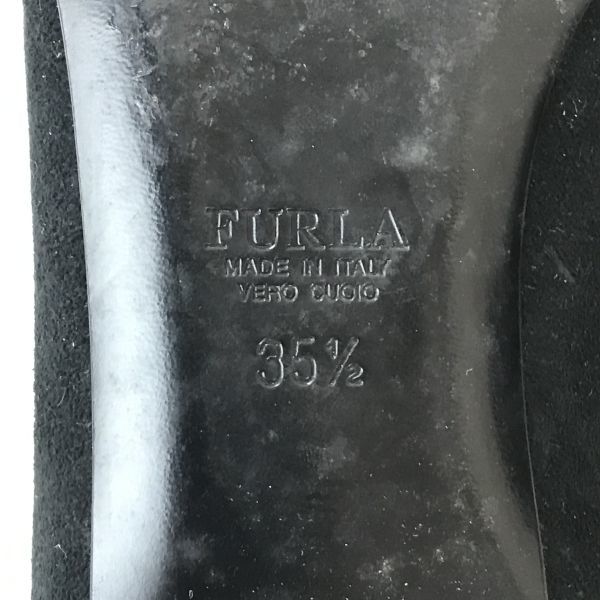 FURLA
MADE IN ITALY
VERO CUOIO
35½